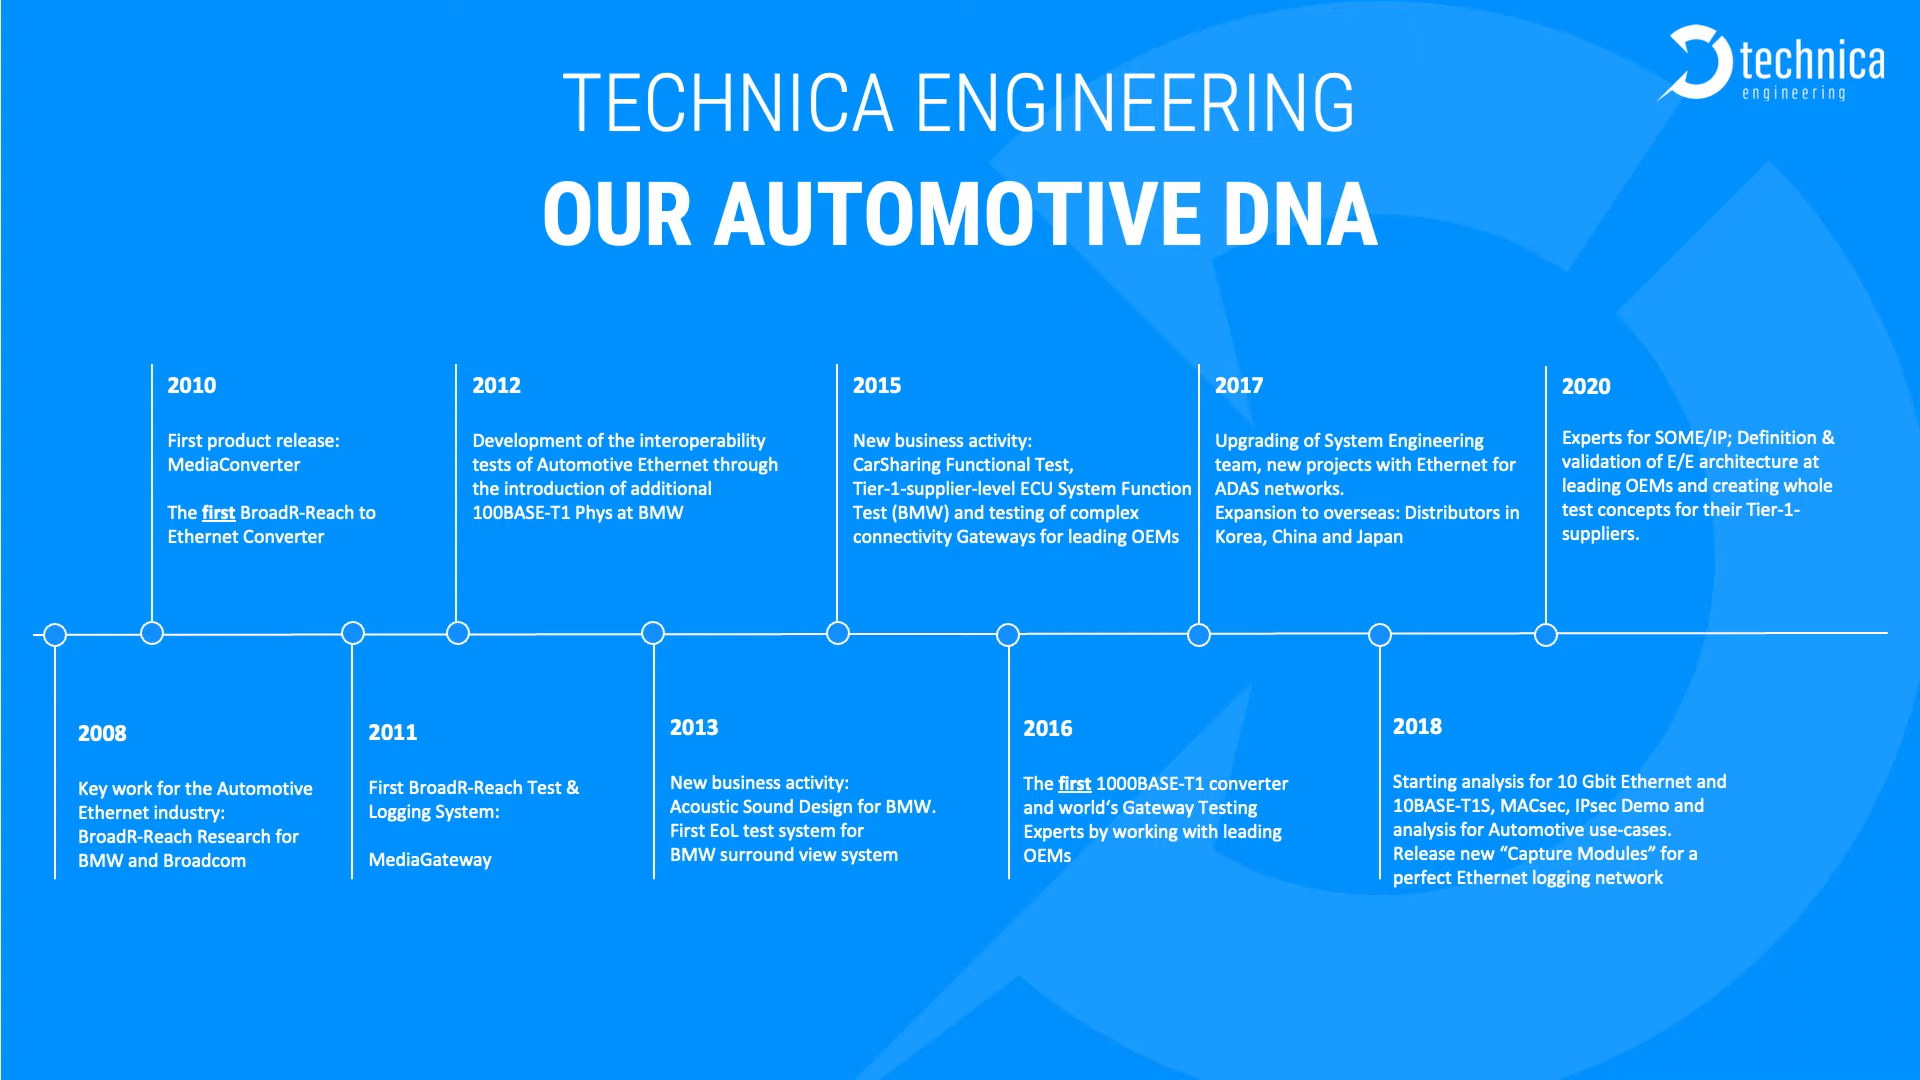 technica
engineering
TECHNICA ENGINEERING
OUR AUTOMOTIVE DNA
2010
First product release:
MediaConverter
The first BroadR-Reach to
Ethernet Converter
2012
Development of the interoperability
tests of Automotive Ethernet through
the introduction of additional
100BASE-T1 Phys at BMW
2015
New business activity:
CarSharing Functional Test,
Tier-1-supplier-level ECU System Function
Test (BMW) and testing of complex
connectivity Gateways for leading OEMs
2017
Upgrading of System Engineering
team, new projects with Ethernet for
ADAS networks.
Expansion to overseas: Distributors in
Korea, China and Japan
2020
Experts for SOME/IP; Definition &
validation of E/E architecture at
leading OEMs and creating whole
test concepts for their Tier-1-
suppliers.
2008
Key work for the Automotive
Ethernet industry:
BroadR-Reach Research for
BMW and Broadcom
2011
First BroadR-Reach Test &
Logging System:
MediaGateway
2013
New business activity:
Acoustic Sound Design for BMW.
First EoL test system for
BMW surround view system
2016
The first 1000BASE-T1 converter
and world‘s Gateway Testing
Experts by working with leading
OEMs
2018
Starting analysis for 10 Gbit Ethernet and
10BASE-T1S, MACsec, IPsec Demo and
analysis for Automotive use-cases.
Release new “Capture Modules” for a
perfect Ethernet logging network